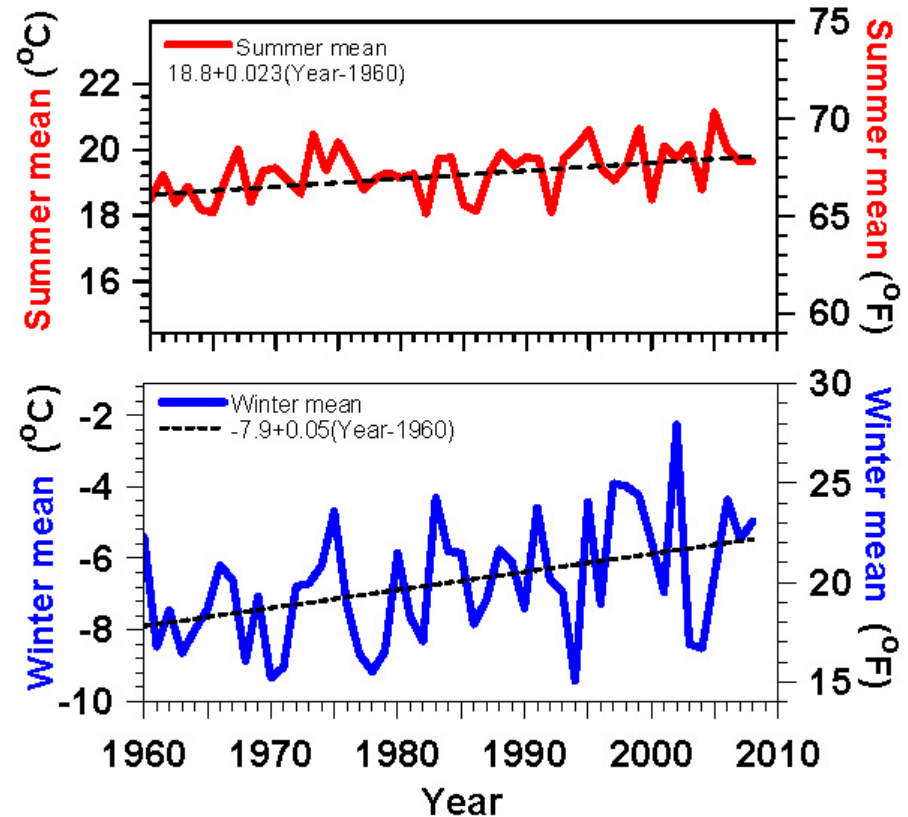 75
Summer mean
18.8+0.023(Year-1960)
22
70
20
18
65
16
60
Summer mean (°C)
Summer mean (°F)
30
Winter mean
-7.9+0.05(Year-1960)
-2
25
-4
-6
20
-8
15
-10
Winter mean (°C)
Winter mean (°F)
1960 1970 1980 1990 2000 2010
Year